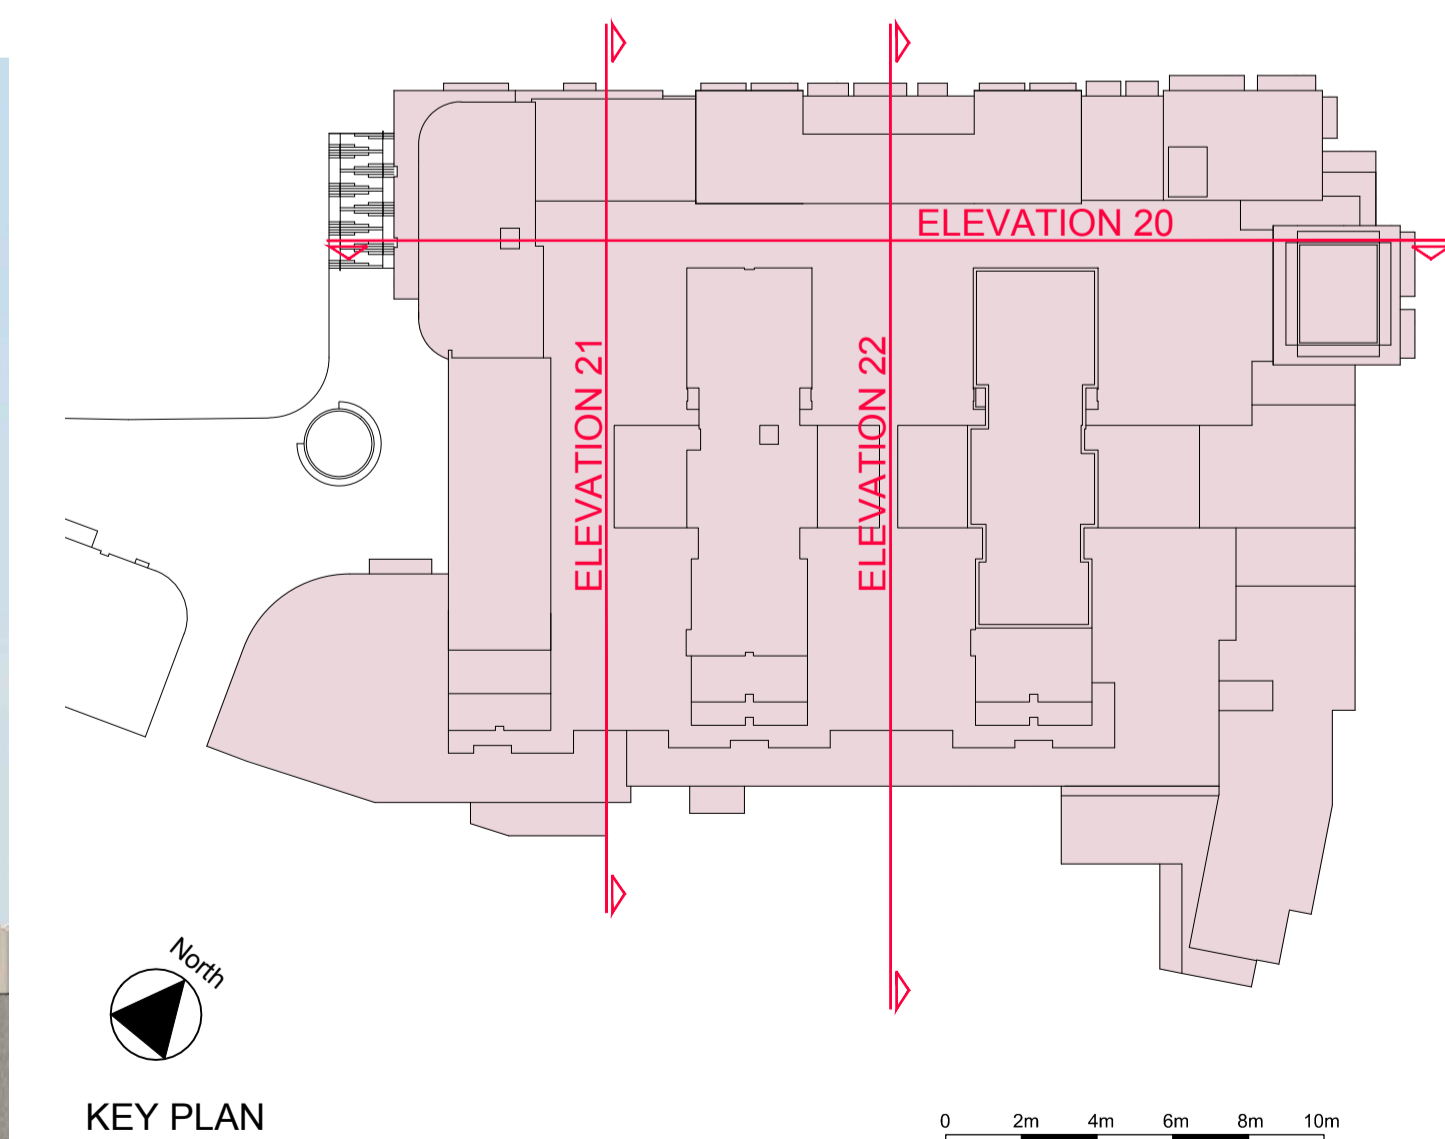 ELEVATION 20
ELEVATION 21
ELEVATION 22
North
KEY PLAN
0 2m 4m 6m 8m 10m